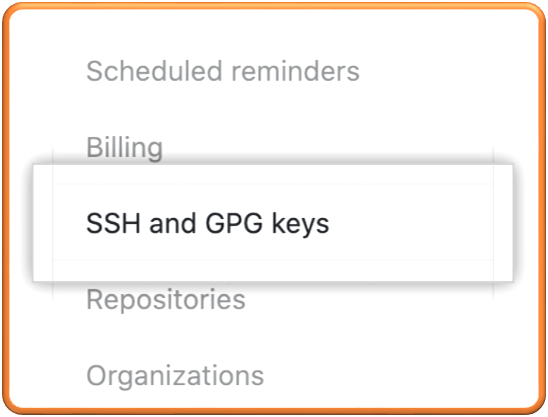 Scheduled reminders
Billing
SSH and GPG keys
Repositories
Organizations